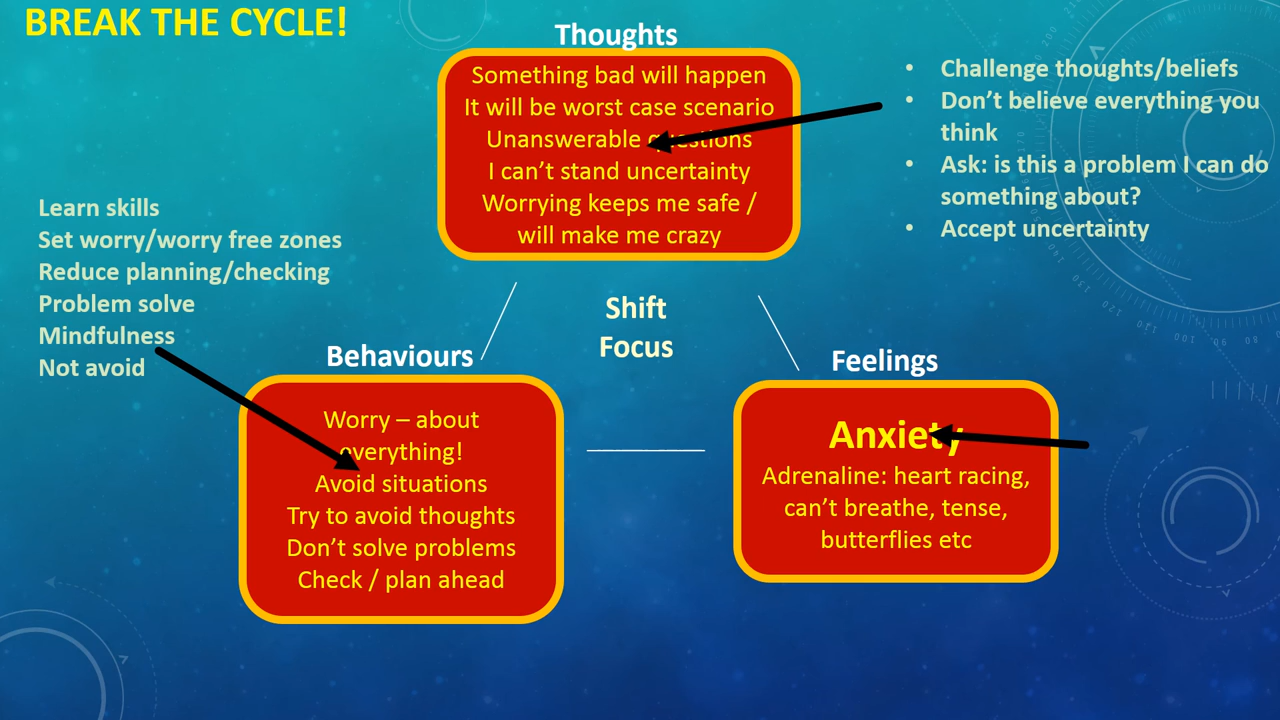 BREAK THE CYCLE!
Thoughts
Something bad will happen
It will be worst case scenario
Unanswerable questions
I can’t stand uncertainty
Worrying keeps me safe /
will make me crazy
• Challenge thoughts/beliefs
• Don’t believe everything you
think
• Ask: is this a problem I can do
something about?
• Accept uncertainty
Learn skills
Set worry/worry free zones
Reduce planning/checking
Problem solve
Mindfulness
Not avoid
Shift
Focus
Behaviours
Worry – about
everything!
Avoid situations
Try to avoid thoughts
Don’t solve problems
Check / plan ahead
Feelings
Anxiety
Adrenaline: heart racing,
can’t breathe, tense,
butterflies etc